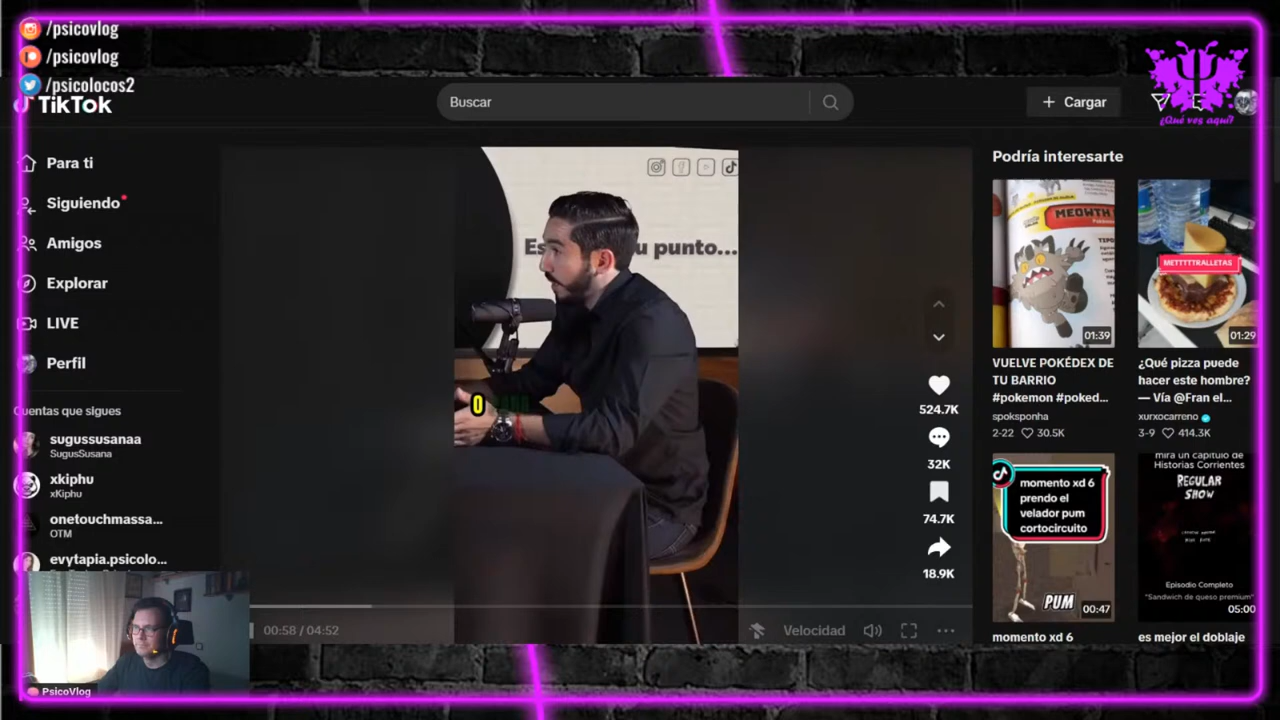 /psicovlog
/psicovlog
/psicolocos2
TikTok
Buscar
Cargar
¿Qué ves aquí?
Para ti
Siguiendo
Amigos
Explorar
LIVE
Perfil
Cuentas que sigues
sugussusanaa
SugusSusana
xkiphu
xKiphu
onetouchmassa...
OTM
evytapia.psicolo...
u punto...
O
524.7K
32K
74.7K
18.9K
00:58 / 04:52
Velocidad
Podría interesarte
MEOWTH
01:39
VUELVE POKÉDEX DE
TU BARRIO
#pokemon #poked...
spoksponha
2-22 30.5K
METTTTTRALLETAS
01:29
¿Qué pizza puede
hacer este hombre?
— Vía @Fran el...
xurxocarreno
3-9 414.3K
momento xd 6
prendo el
velador pum
cortocircuito
PUM
00:47
momento xd 6
mira un capitulo de
Historias Corrientes
REGULAR
SHOW
Episodio Completo
"Sandwich de queso premium"
05:00
es mejor el doblaje
PsicoVlog